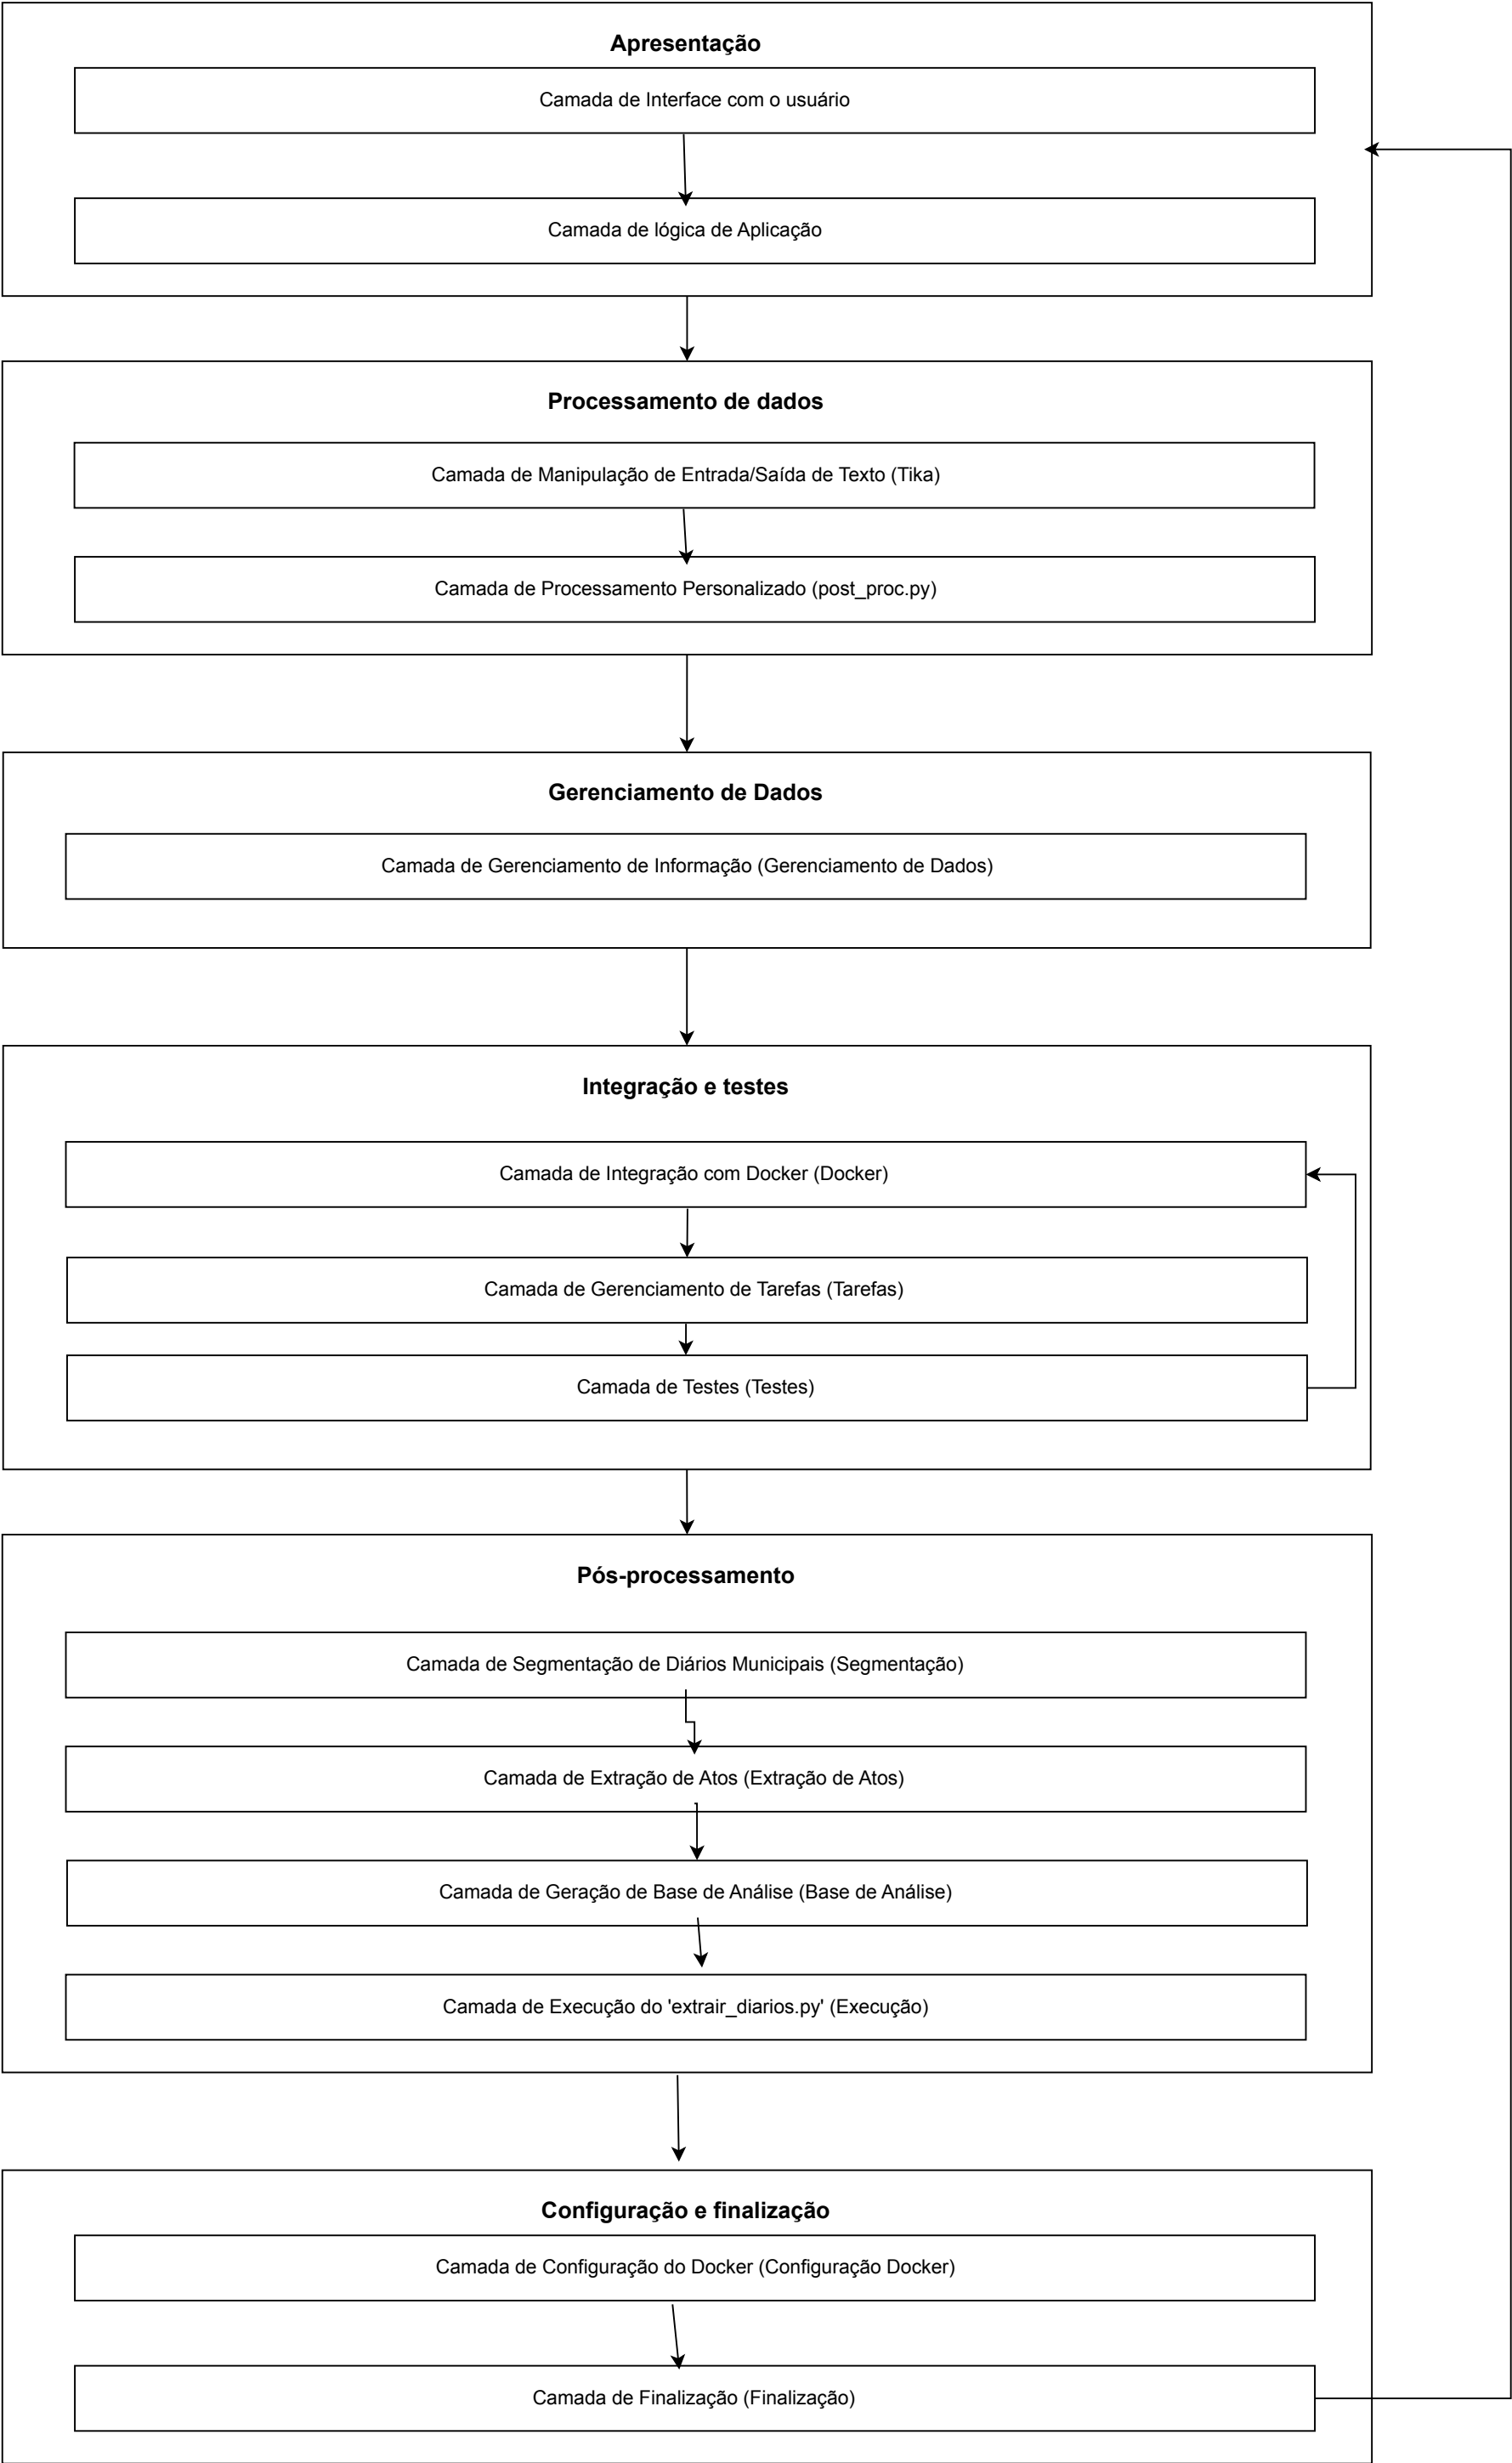 Apresentação
Camada de Interface com o usuário
Camada de lógica de Aplicação
Processamento de dados
Camada de Manipulação de Entrada/Saída de Texto (Tika)
Camada de Processamento Personalizado (post_proc.py)
Gerenciamento de Dados
Camada de Gerenciamento de Informação (Gerenciamento de Dados)
Integração e testes
Camada de Integração com Docker (Docker)
Camada de Gerenciamento de Tarefas (Tarefas)
Camada de Testes (Testes)
Pós-processamento
Camada de Segmentação de Diários Municipais (Segmentação)
Camada de Extração de Atos (Extração de Atos)
Camada de Geração de Base de Análise (Base de Análise)
Camada de Execução do 'extrair_diarios.py' (Execução)
Configuração e finalização
Camada de Configuração do Docker (Configuração Docker)
Camada de Finalização (Finalização)